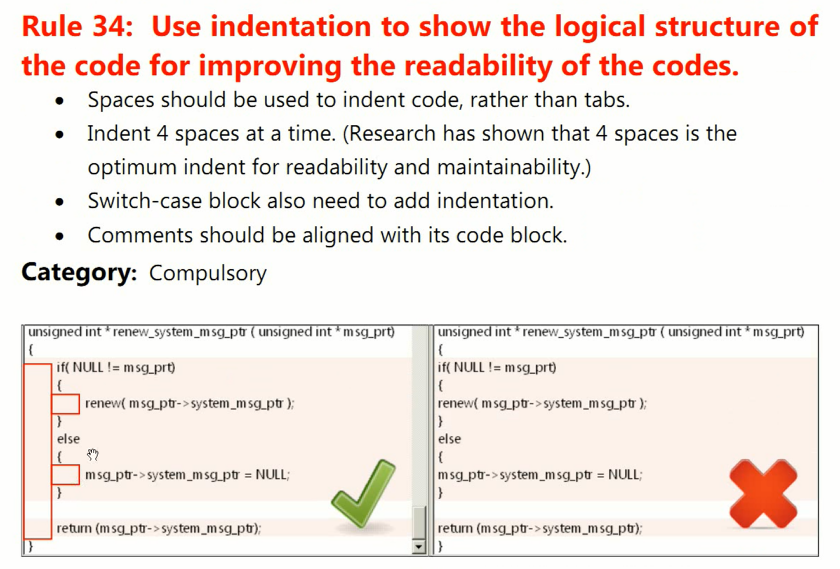 Rule 34: Use indentation to show the logical structure of
the code for improving the readability of the codes.
• Spaces should be used to indent code, rather than tabs.
• Indent 4 spaces at a time. (Research has shown that 4 spaces is the
optimum indent for readability and maintainability.)
• Switch-case block also need to add indentation.
• Comments should be aligned with its code block.
Category: Compulsory
unsigned int * renew_system_msg_ptr ( unsigned int * msg_prt)
{
if( NULL != msg_prt)
{
renew( msg_ptr->system_msg_ptr );
}
else
{
msg_ptr->system_msg_ptr = NULL;
}
return (msg_ptr->system_msg_ptr);
}
unsigned int * renew_system_msg_ptr ( unsigned int * msg_prt)
{
if( NULL != msg_prt)
{
renew( msg_ptr->system_msg_ptr );
}
else
{
msg_ptr->system_msg_ptr = NULL;
}
return (msg_ptr->system_msg_ptr);
}